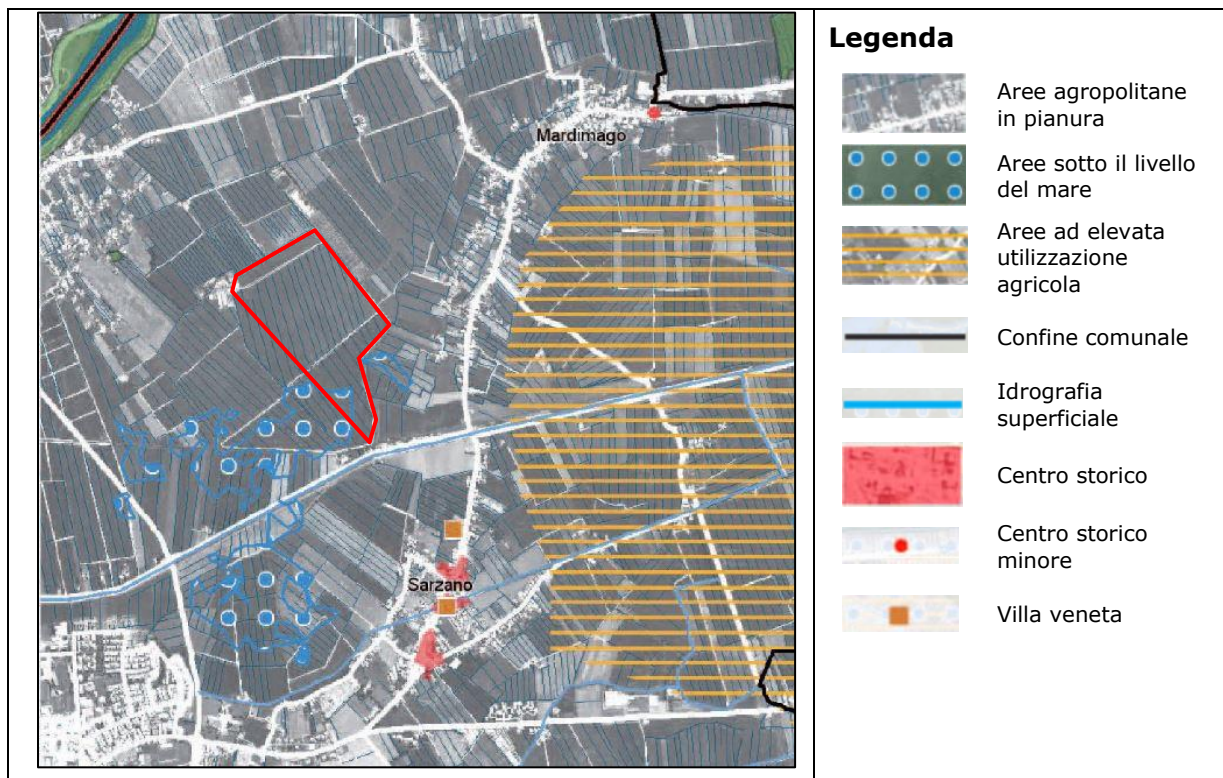 Mardimago
Sarzano
Legenda
Aree agropolitane
in pianura
Aree sotto il livello
del mare
Aree ad elevata
utilizzazione
agricola
Confine comunale
Idrografia
superficiale
Centro storico
Centro storico
minore
Villa veneta